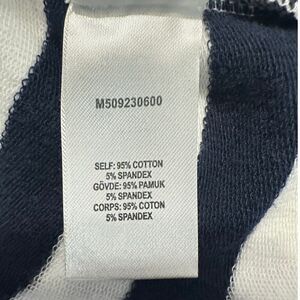 M509230600
SELF: 95% COTTON
5% SPANDEX
GÖVDE: 95% PAMUK
5% SPANDEX
CORPS: 95% COTON
5% SPANDEX